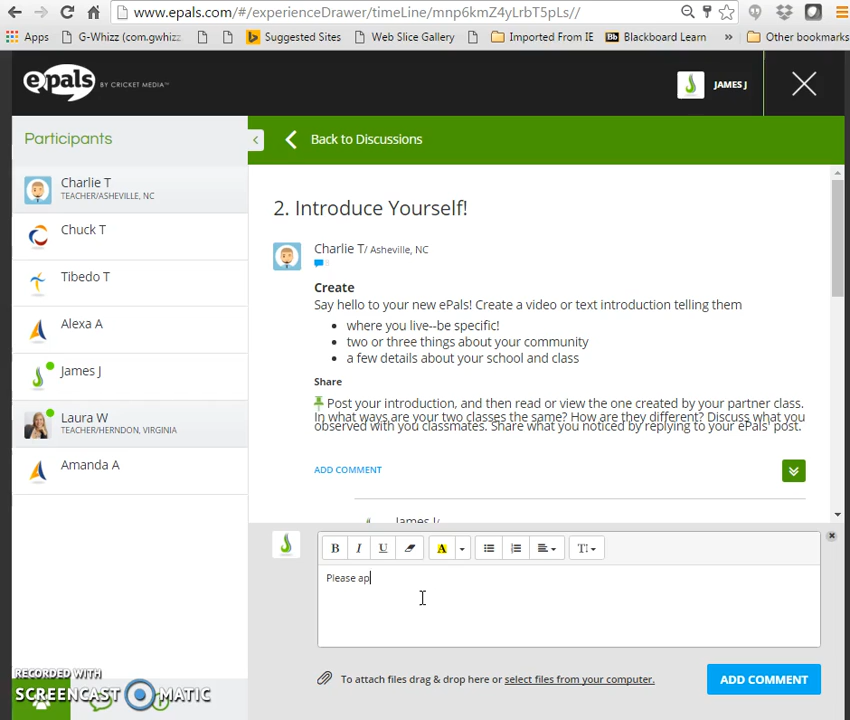 www.epals.com/#/experienceDrawer/timeLine/mnp6kmZ4yLrbT5pLs//
Apps G-Whizz (com.gwhizz. Suggested Sites Web Slice Gallery Imported From IE Bb Blackboard Learn » Other bookmarks
epals BY CRICKET MEDIA™
JAMES J
Participants
Back to Discussions
Charlie T
TEACHER/ASHEVILLE, NC
Chuck T
Tibedo T
Alexa A
James J
Laura W
TEACHER/HERNDON, VIRGINIA
Amanda A
2. Introduce Yourself!
Charlie T/ Asheville, NC
Create
Say hello to your new ePals! Create a video or text introduction telling them
• where you live--be specific!
• two or three things about your community
• a few details about your school and class
Share
Post your introduction, and then read or view the one created by your partner class.
In what ways are your two classes the same? How are they different? Discuss what you
observed with you classmates. Share what you noticed by replying to your ePals' post.
ADD COMMENT
James J/
B I U A T
Please ap
To attach files drag & drop here or select files from your computer.
ADD COMMENT
RECORDED WITH
SCREENCAST MATIC